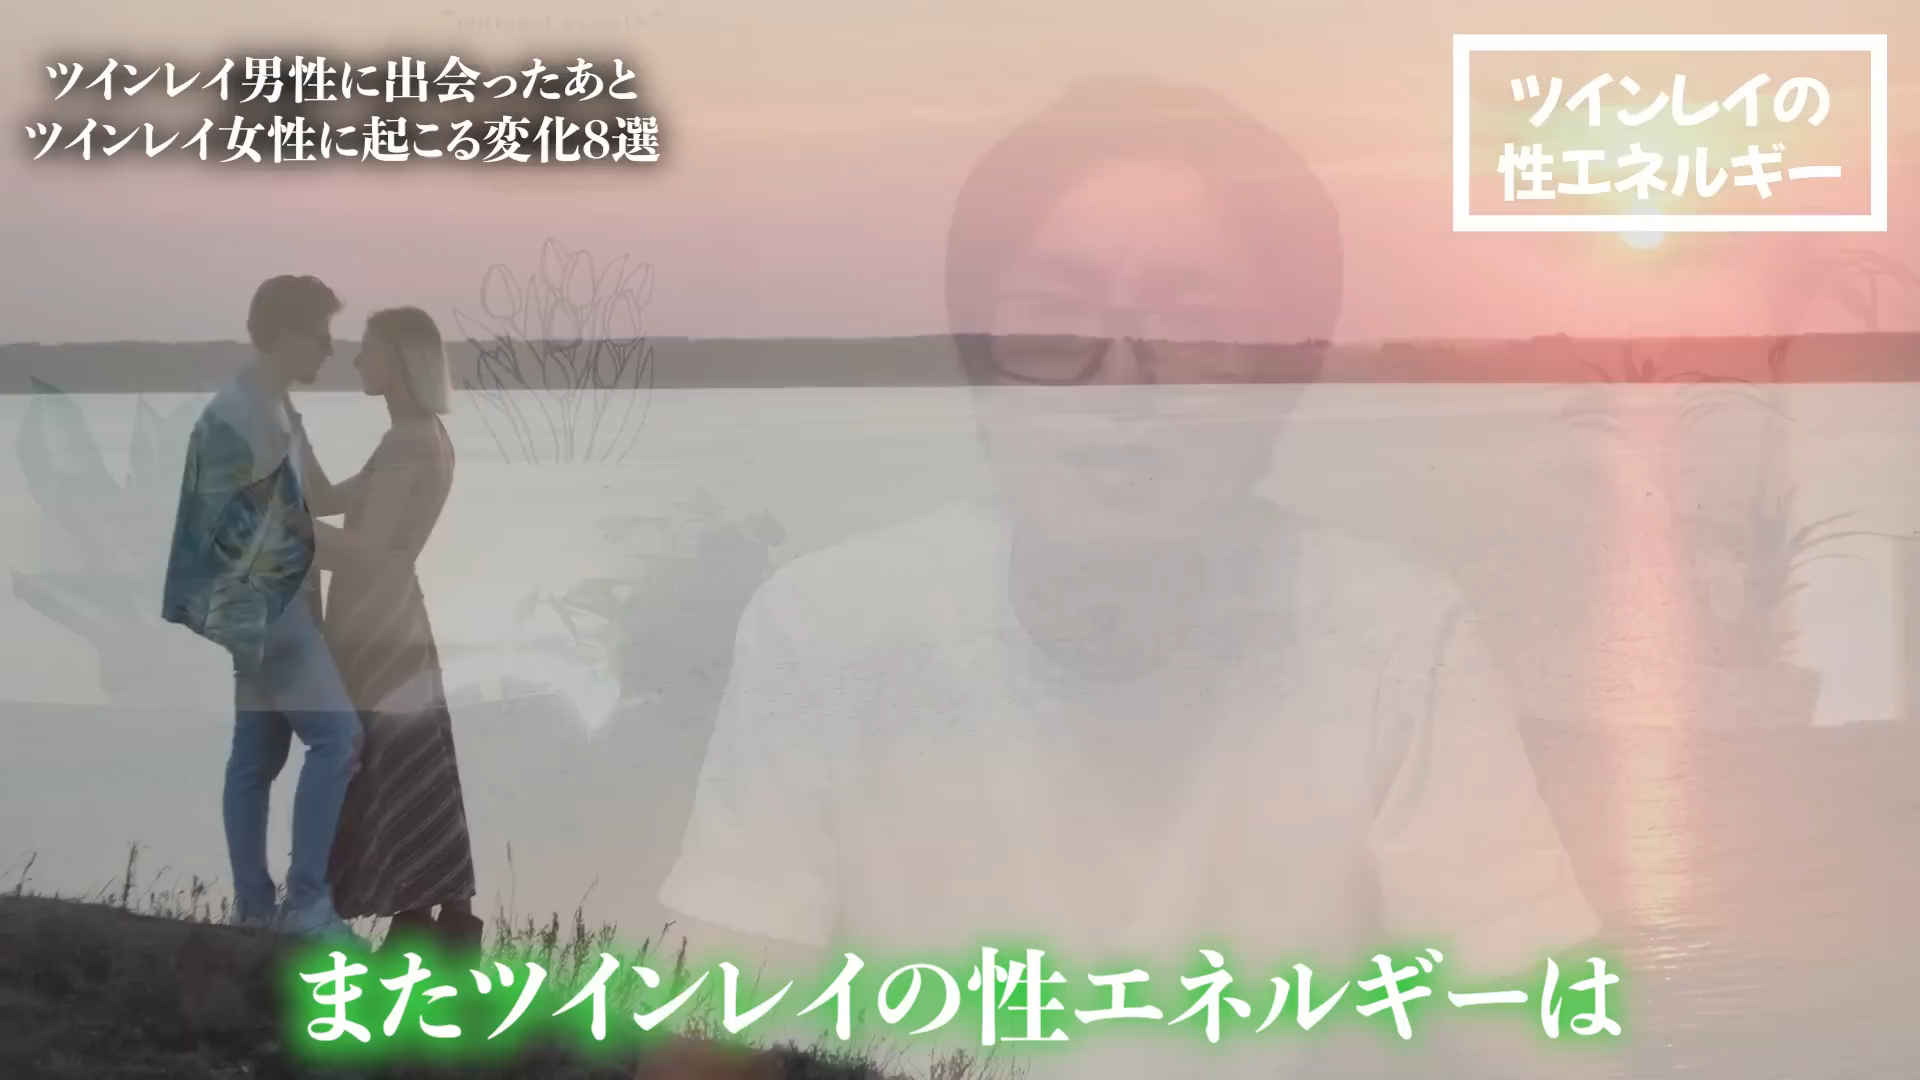 ツインレイ男性に出会ったあと
ツインレイ女性に起こる変化8選
ツインレイの
性エネルギー
またツインレイの性エネルギーは